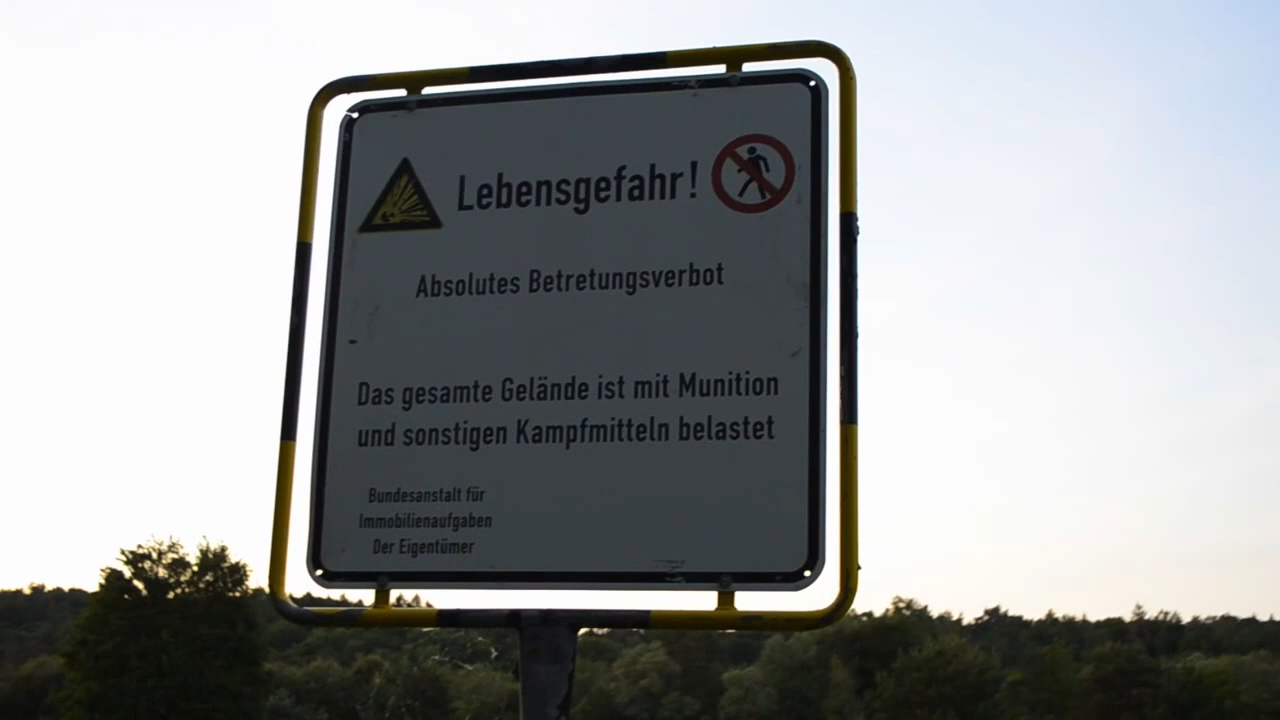 Lebensgefahr!
Absolutes Betretungsverbot
Das gesamte Gelände ist mit Munition
und sonstigen Kampfmitteln belastet
Bundesanstalt für
Immobilienaufgaben
Der Eigentümer